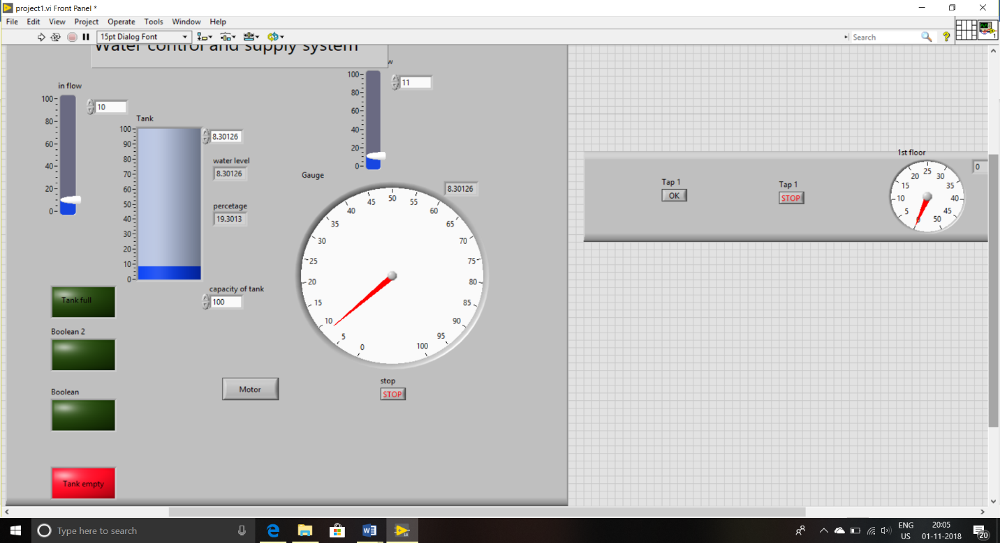 project1.vi Front Panel *
File Edit View Project Operate Tools Window Help
15pt Dialog Font
Search
1
Water control and supply system
w
in flow
100
80
60
40
20
0
10
Tank
100
90
80
70
60
50
40
30
20
10
0
8.30126
water level
8.30126
percetage
19.3013
capacity of tank
100
100
80
60
40
20
0
11
Gauge
8.30126
0
5
10
15
20
25
30
35
40
45
50
55
60
65
70
75
80
85
90
95
100
Tank full
Boolean 2
Boolean
Tank empty
Motor
stop
STOP
Tap 1
OK
Tap 1
STOP
1st floor
0
0
5
10
15
20
25
30
35
40
45
50
Type here to search
ENG
US
20:05
01-11-2018
20